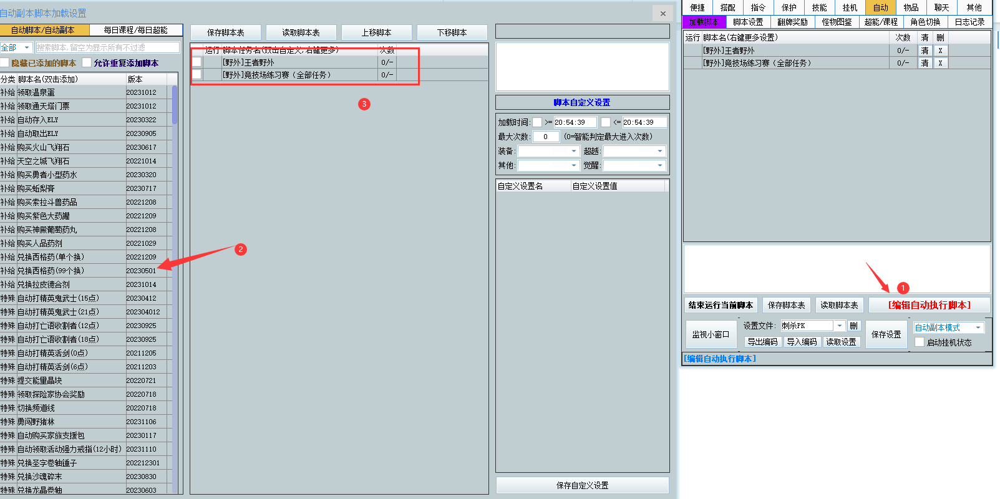 自动副本脚本加载设置
×
自动脚本/自动副本
每日课程/每日超能
全部
搜索脚本,留空为显示所有不过滤
隐藏已添加的脚本
允许重复添加脚本
分类 脚本名(双击添加) 版本
补给 领取温泉蛋 20231012
补给 领取通天塔门票 20231012
补给 自动存入ELY 20230322
补给 自动取出ELY 20230905
补给 购买火山飞翔石 20230617
补给 天空之城飞翔石 20221014
补给 购买勇者小型药水 20230320
补给 购买蚯梨膏 20230717
补给 购买索拉斗兽药品 20221208
补给 购买紫色大药罐 20221209
补给 购买神殿葡萄药丸 20221208
补给 购买人品药剂 20221029
补给 兑换西格药(单个换) 20221209
补给 兑换西格药(99个换) 20230501
补给 兑换拉皮德合剂 20231014
特殊 自动打精英鬼武士(15点) 20230412
特殊 自动打精英鬼武士(21点) 202304012
特殊 自动打亡语收割者(12点) 20230925
特殊 自动打亡语收割者(18点) 20230925
特殊 自动打精英活剑(0点) 20211205
特殊 自动打精英活剑(6点) 20211203
特殊 提交能量晶块 20220721
特殊 领取探险家协会奖励 20220718
特殊 切换频道线 20220718
特殊 勇闯野猪林 20231106
特殊 自动购买家族支援包 20230117
特殊 自动领取活动强力戒指(12小时) 20231110
特殊 兑换圣字卷轴锤子 202212301
特殊 兑换沙魂碎末 20230830
特殊 兑换龙晶卷轴 20230603
2
保存脚本表
读取脚本表
上移脚本
下移脚本
运行 脚本任务名(双击自定义,右键更多) 次数
[野外]王者野外 0/-
[野外]竞技场练习赛（全部任务） 0/-
3
脚本自定义设置
加载时间: >= 20:54:39 <= 20:54:39
最大次数: 0 (0=智能判定最大进入次数)
装备: 超越:
其他: 觉醒:
自定义设置名 自定义设置值
保存自定义设置
便捷 搭配 指令 保护 技能 挂机 自动 物品 聊天 其他
加载脚本 脚本设置 翻牌奖励 怪物图鉴 超能/课程 角色切换 日志记录
运行 脚本名(右键更多设置) 次数 清 删
[野外]王者野外 0/- 清 X
[野外]竞技场练习赛（全部任务） 0/- 清 X
1
结束运行当前脚本
保存脚本表
读取脚本表
[编辑自动执行脚本]
监视小窗口
设置文件: 刺杀PK 删
导出编码 导入编码 读取设置
保存设置
自动副本模式
启动挂机状态
[编辑自动执行脚本]